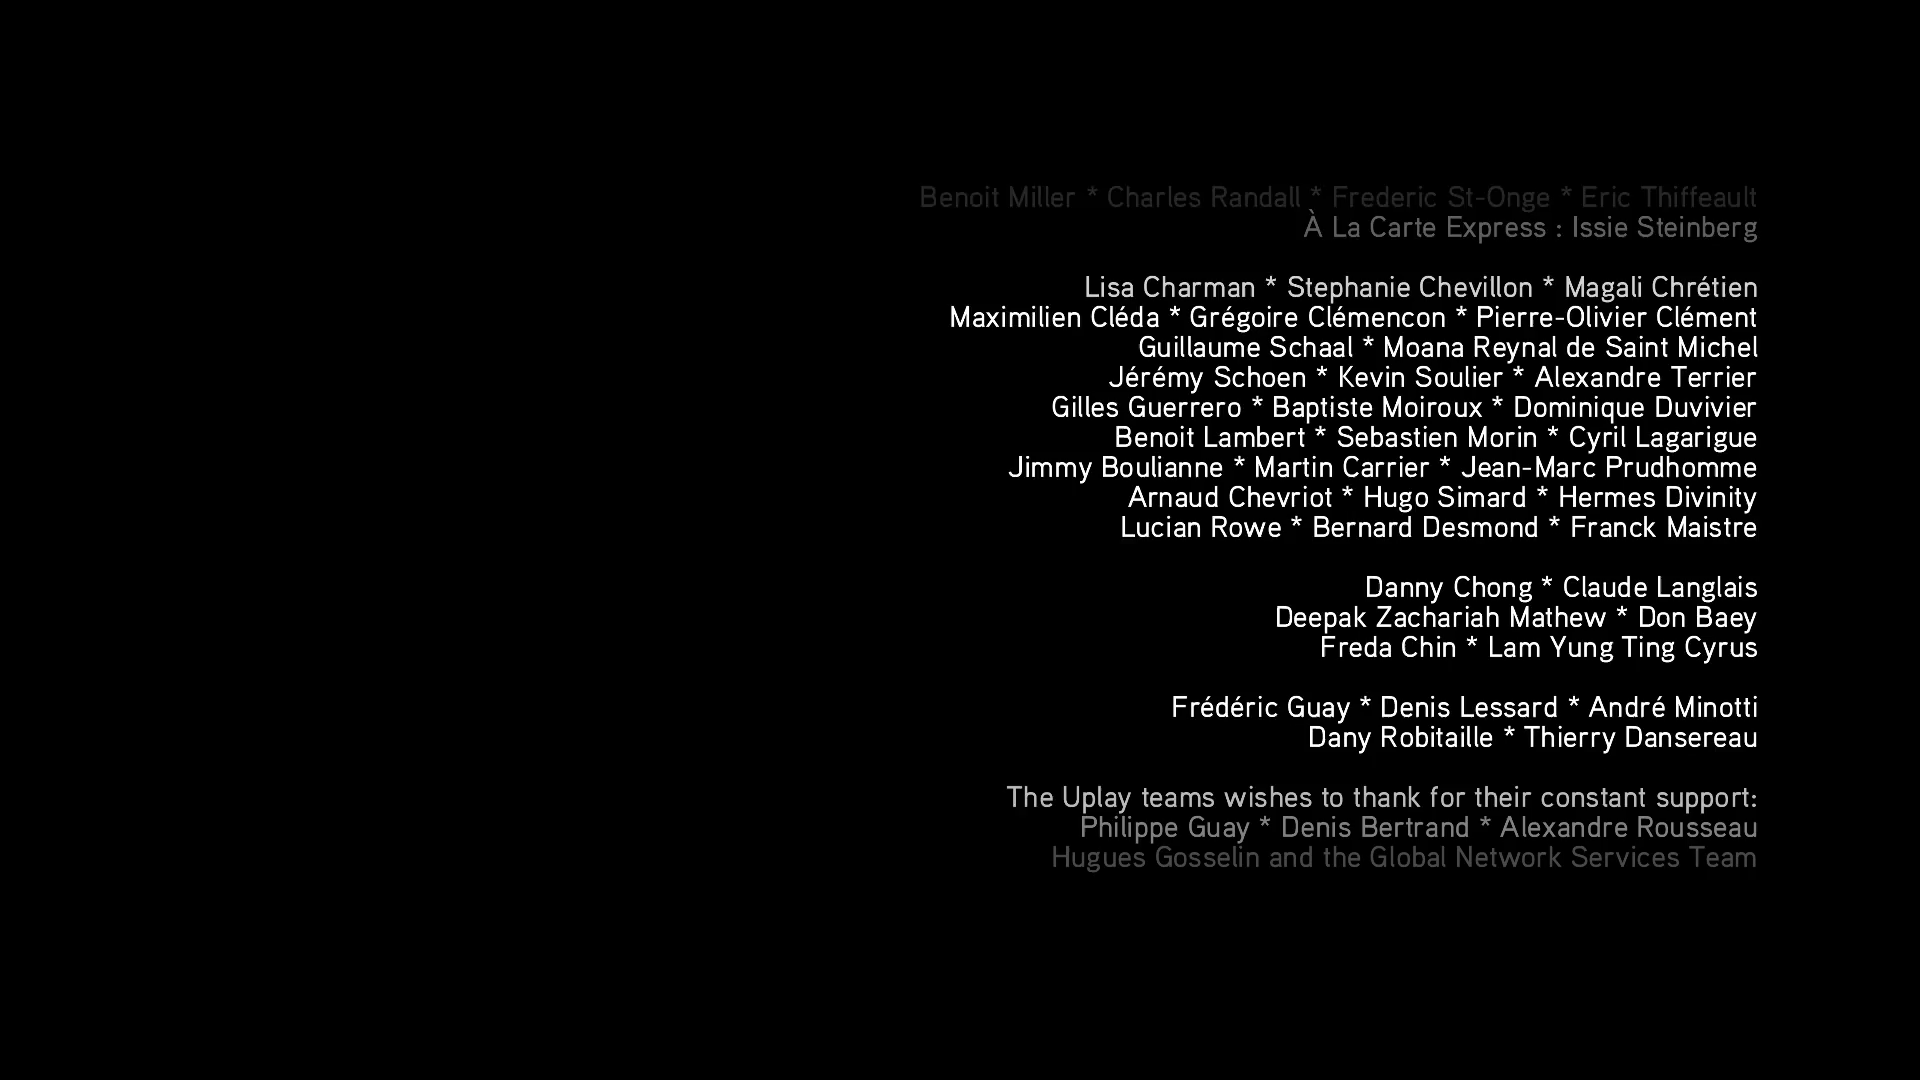 Benoit Miller * Charles Randall * Frederic St-Onge * Eric Thiffeault
À La Carte Express : Issie Steinberg
Lisa Charman * Stephanie Chevillon * Magali Chrétien
Maximilien Cléda * Grégoire Clémencon * Pierre-Olivier Clément
Guillaume Schaal * Moana Reynal de Saint Michel
Jérémy Schoen * Kevin Soulier * Alexandre Terrier
Gilles Guerrero * Baptiste Moiroux * Dominique Duvivier
Benoit Lambert * Sebastien Morin * Cyril Lagarigue
Jimmy Boulianne * Martin Carrier * Jean-Marc Prudhomme
Arnaud Chevriot * Hugo Simard * Hermes Divinity
Lucian Rowe * Bernard Desmond * Franck Maistre
Danny Chong * Claude Langlais
Deepak Zachariah Mathew * Don Baey
Freda Chin * Lam Yung Ting Cyrus
Frédéric Guay * Denis Lessard * André Minotti
Dany Robitaille * Thierry Dansereau
The Uplay teams wishes to thank for their constant support:
Philippe Guay * Denis Bertrand * Alexandre Rousseau
Hugues Gosselin and the Global Network Services Team